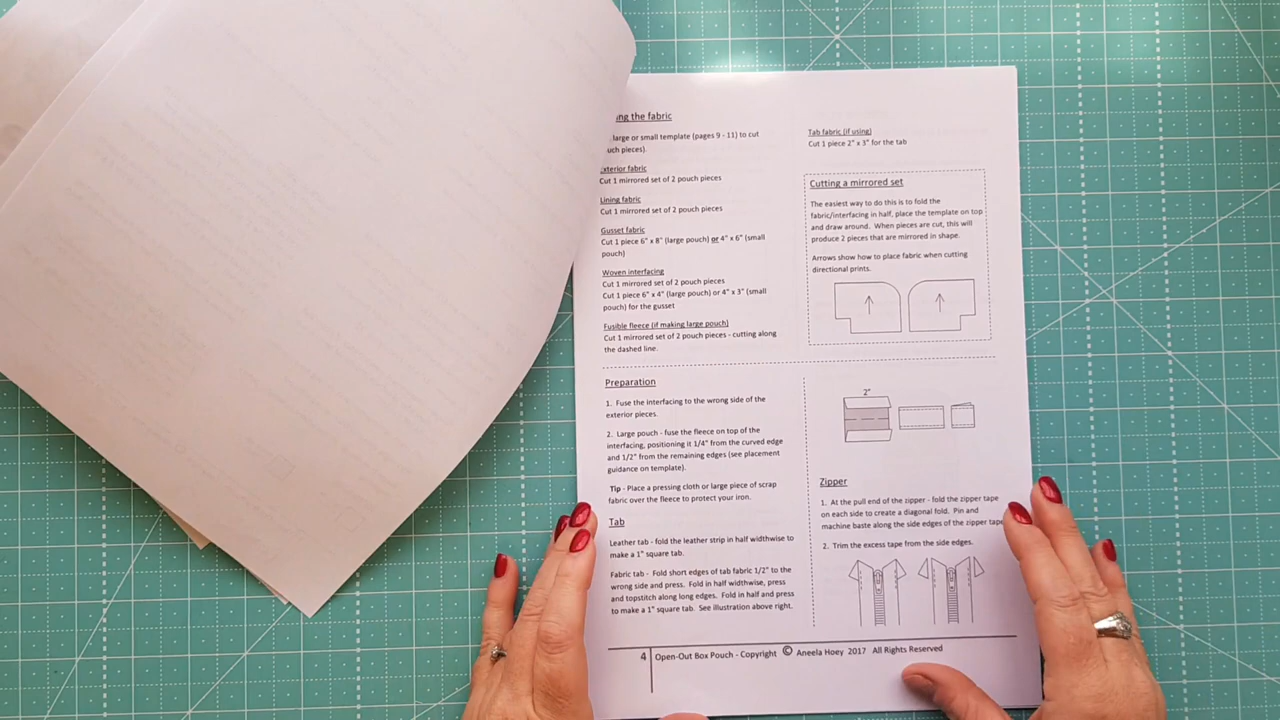 ng the fabric
large or small template (pages 9 - 11) to cut
uch pieces).
xterior fabric
Cut 1 mirrored set of 2 pouch pieces
Lining fabric
Cut 1 mirrored set of 2 pouch pieces
Gusset fabric
Cut 1 piece 6" x 8" (large pouch) or 4" x 6" (small
pouch)
Woven interfacing
Cut 1 mirrored set of 2 pouch pieces
Cut 1 piece 6" x 4" (large pouch) or 4" x 3" (small
pouch) for the gusset
Fusible fleece (if making large pouch)
Cut 1 mirrored set of 2 pouch pieces - cutting along
the dashed line.
Tab fabric (if using)
Cut 1 piece 2" x 3" for the tab
Cutting a mirrored set
The easiest way to do this is to fold the
fabric/interfacing in half, place the template on top
and draw around. When pieces are cut, this will
produce 2 pieces that are mirrored in shape.
Arrows show how to place fabric when cutting
directional prints.
Preparation
1. Fuse the interfacing to the wrong side of the
exterior pieces.
2. Large pouch - fuse the fleece on top of the
interfacing, positioning it 1/4" from the curved edge
and 1/2" from the remaining edges (see placement
guidance on template).
Tip - Place a pressing cloth or large piece of scrap
fabric over the fleece to protect your iron.
Tab
Leather tab - fold the leather strip in half widthwise to
make a 1" square tab.
Fabric tab - Fold short edges of tab fabric 1/2" to the
wrong side and press. Fold in half widthwise, press
and topstitch along long edges. Fold in half and press
to make a 1" square tab. See illustration above right.
2"
Zipper
1. At the pull end of the zipper - fold the zipper tape
on each side to create a diagonal fold. Pin and
machine baste along the side edges of the zipper tape
2. Trim the excess tape from the side edges.
4 Open-Out Box Pouch - Copyright © Aneela Hoey 2017 All Rights Reserved